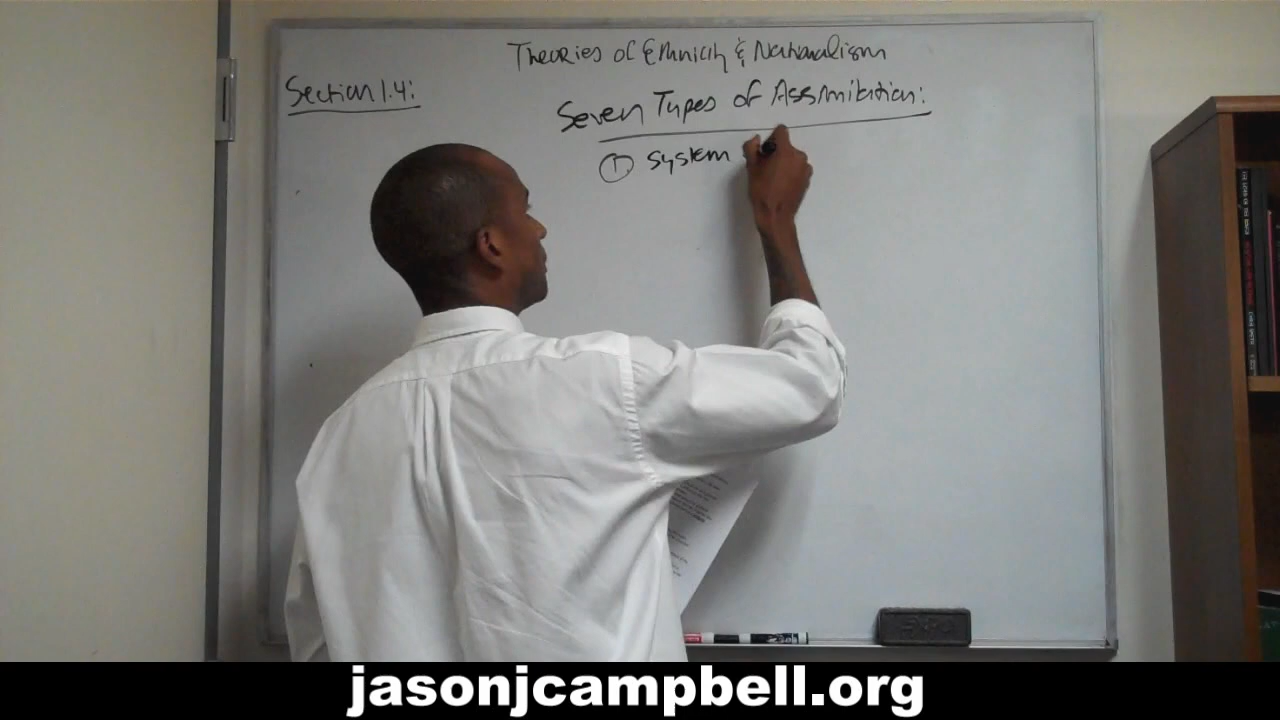 Theories of Ethnicity & Nationalism
Section 1.4:
Seven Types of Assimilation:
① System
jasonjcampbell.org